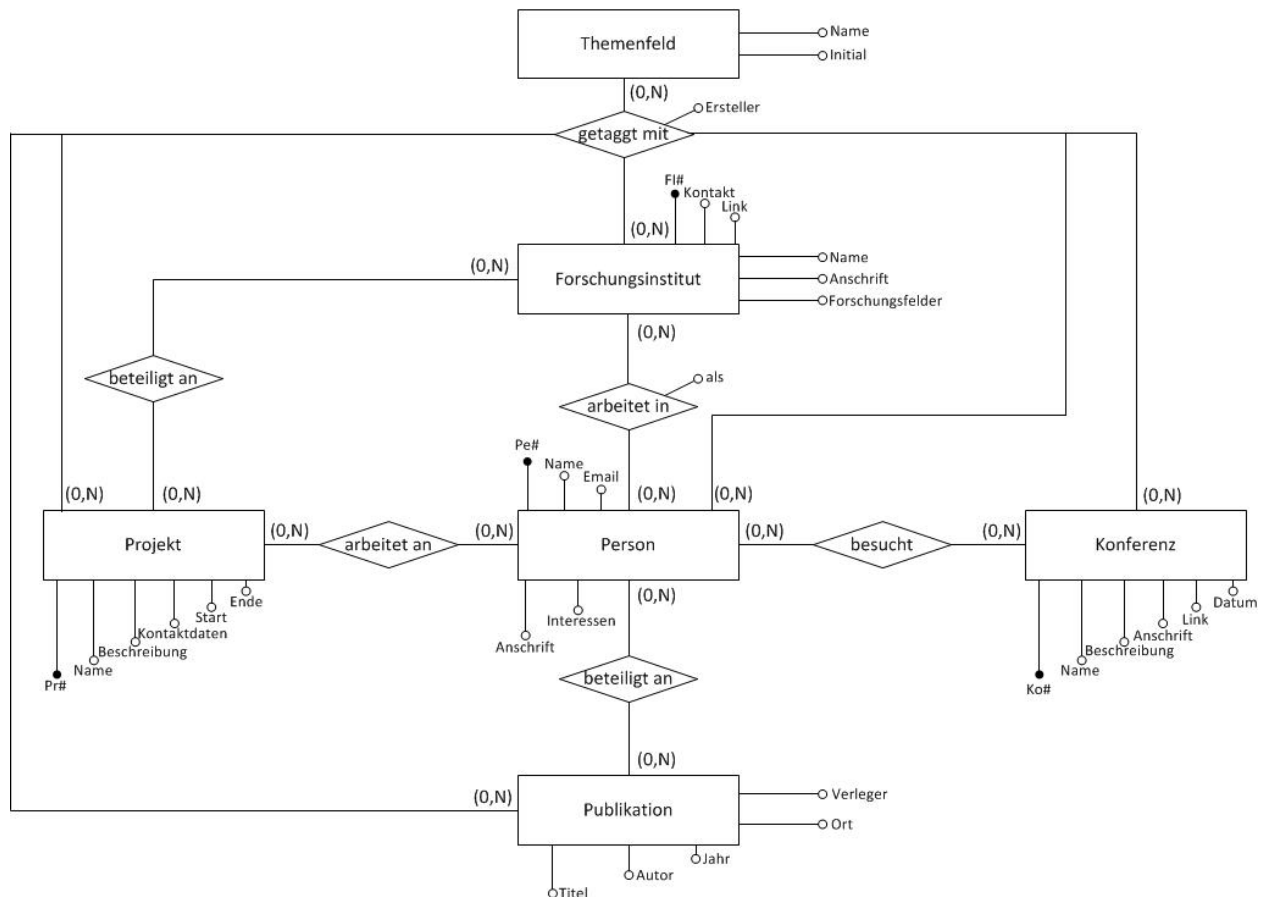 Themenfeld
Name
Initial
(0,N)
Ersteller
getaggt mit
FI#
Kontakt
Link
(0,N)
(0,N)
Forschungsinstitut
Name
Anschrift
Forschungsfelder
(0,N)
beteiligt an
als
arbeitet in
Pe#
Name
Email
(0,N)
(0,N)
(0,N)
(0,N)
(0,N)
Projekt
(0,N)
arbeitet an
(0,N)
Person
(0,N)
besucht
(0,N)
Konferenz
Pr#
Name
Beschreibung
Kontaktdaten
Start
Ende
Anschrift
Interessen
(0,N)
Ko#
Name
Beschreibung
Anschrift
Link
Datum
beteiligt an
(0,N)
(0,N)
Publikation
Verleger
Ort
Titel
Autor
Jahr